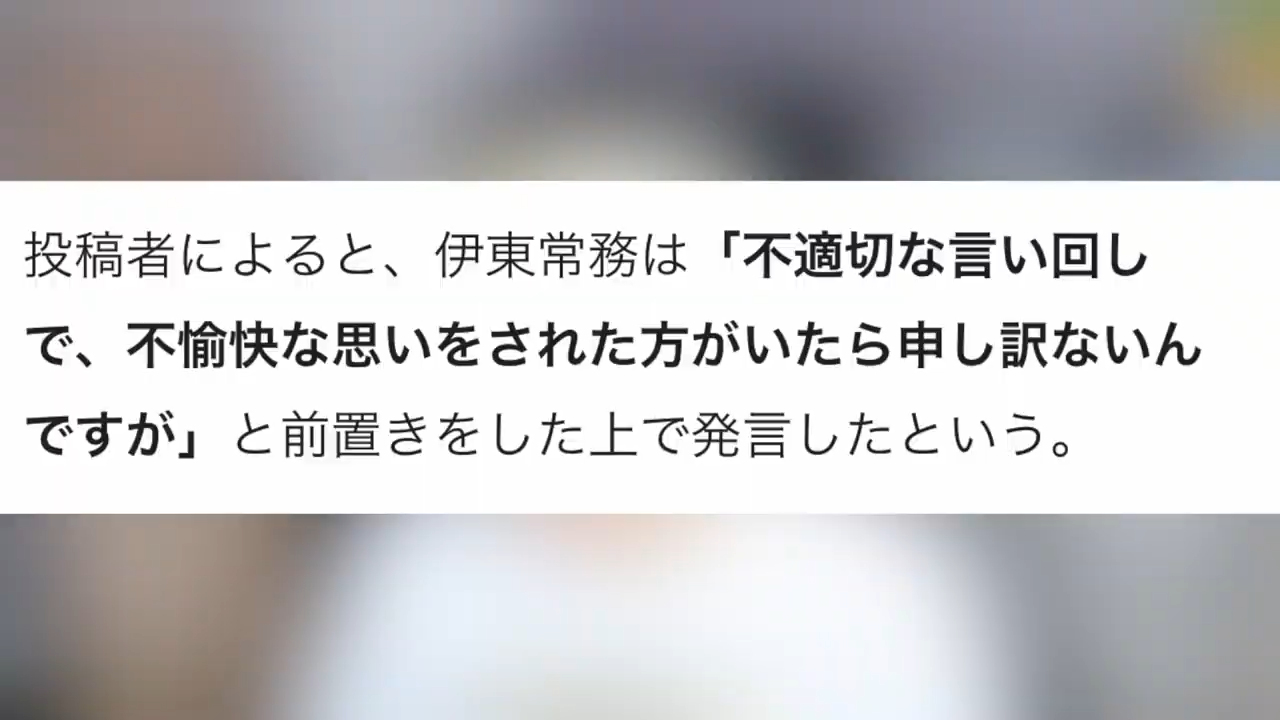 投稿者によると、伊東常務は「不適切な言い回し
で、不愉快な思いをされた方がいたら申し訳ないん
ですが」と前置きをした上で発言したという。